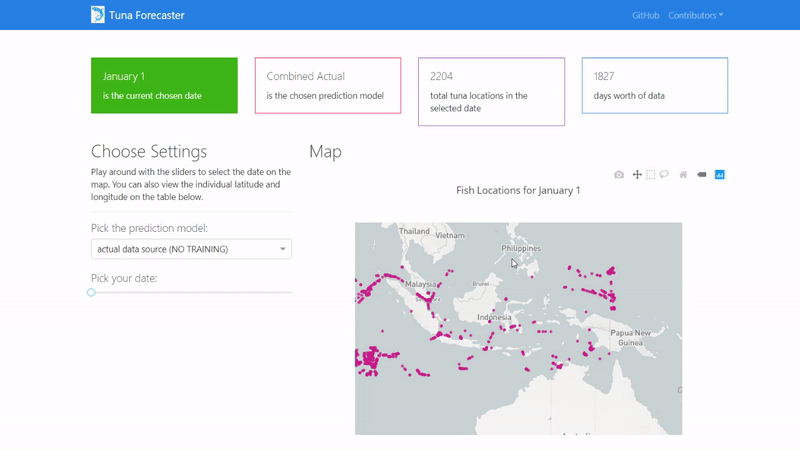 Tuna Forecaster
GitHub
Contributors
January 1
is the current chosen date
Combined Actual
is the chosen prediction model
2204
total tuna locations in the
selected date
1827
days worth of data
Choose Settings
Play around with the sliders to select the date on the
map. You can also view the individual latitude and
longitude on the table below.
Pick the prediction model:
actual data source (NO TRAINING)
Pick your date:
Map
Fish Locations for January 1
Thailand
Vietnam
Philippines
Malaysia
Brunei
Indonesia
Papua New
Guinea